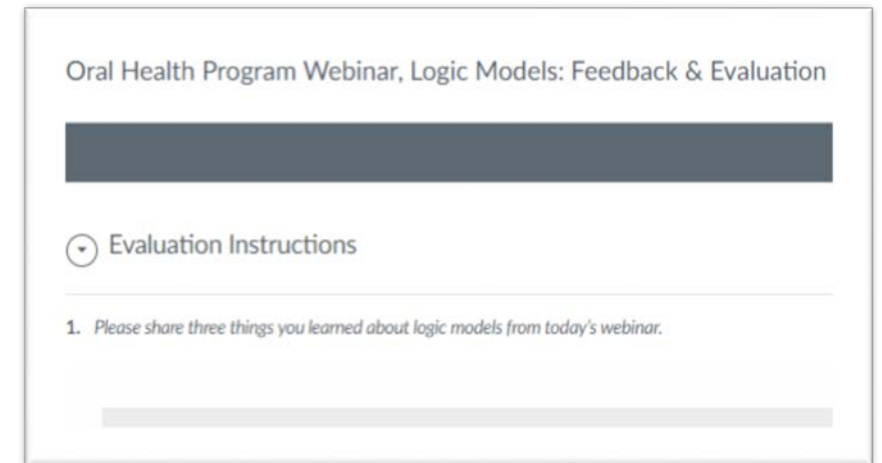 Oral Health Program Webinar, Logic Models: Feedback & Evaluation
Evaluation Instructions
1. Please share three things you learned about logic models from today's webinar.